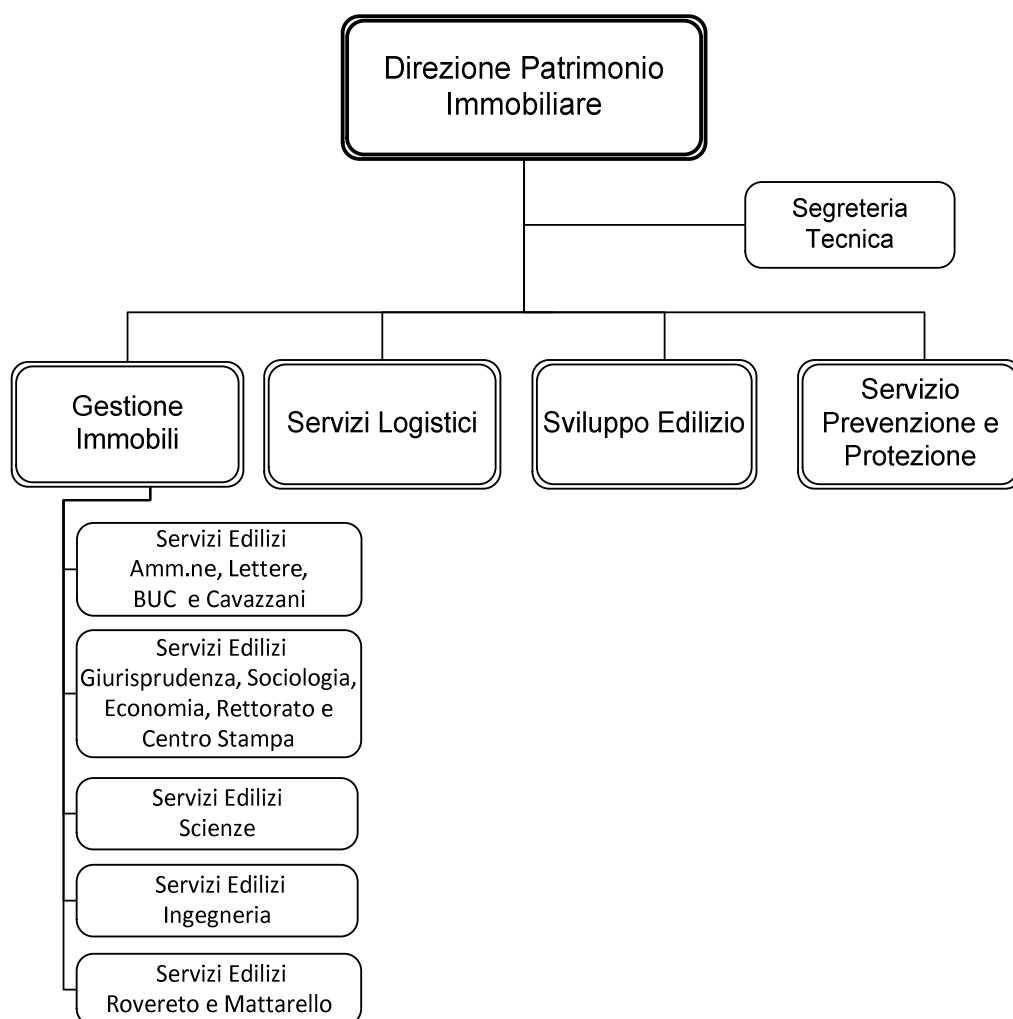 Direzione Patrimonio
Immobiliare
Segreteria
Tecnica
Gestione
Immobili
Servizi Logistici
Sviluppo Edilizio
Servizio
Prevenzione e
Protezione
Servizi Edilizi
Amm.ne, Lettere,
BUC e Cavazzani
Servizi Edilizi
Giurisprudenza, Sociologia,
Economia, Rettorato e
Centro Stampa
Servizi Edilizi
Scienze
Servizi Edilizi
Ingegneria
Servizi Edilizi
Rovereto e Mattarello